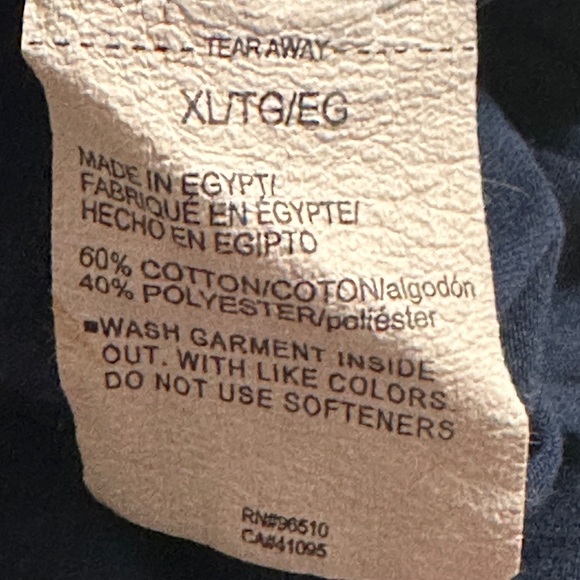 TEAR AWAY
XL/TG/EG
MADE IN EGYPT/
FABRIQUÉ EN ÉGYPTE/
HECHO EN EGIPTO
60% COTTON/COTON/algodón
40% POLYESTER/poliéster
■WASH GARMENT INSIDE
OUT. WITH LIKE COLORS.
DO NOT USE SOFTENERS
RN#96510
CA#41095